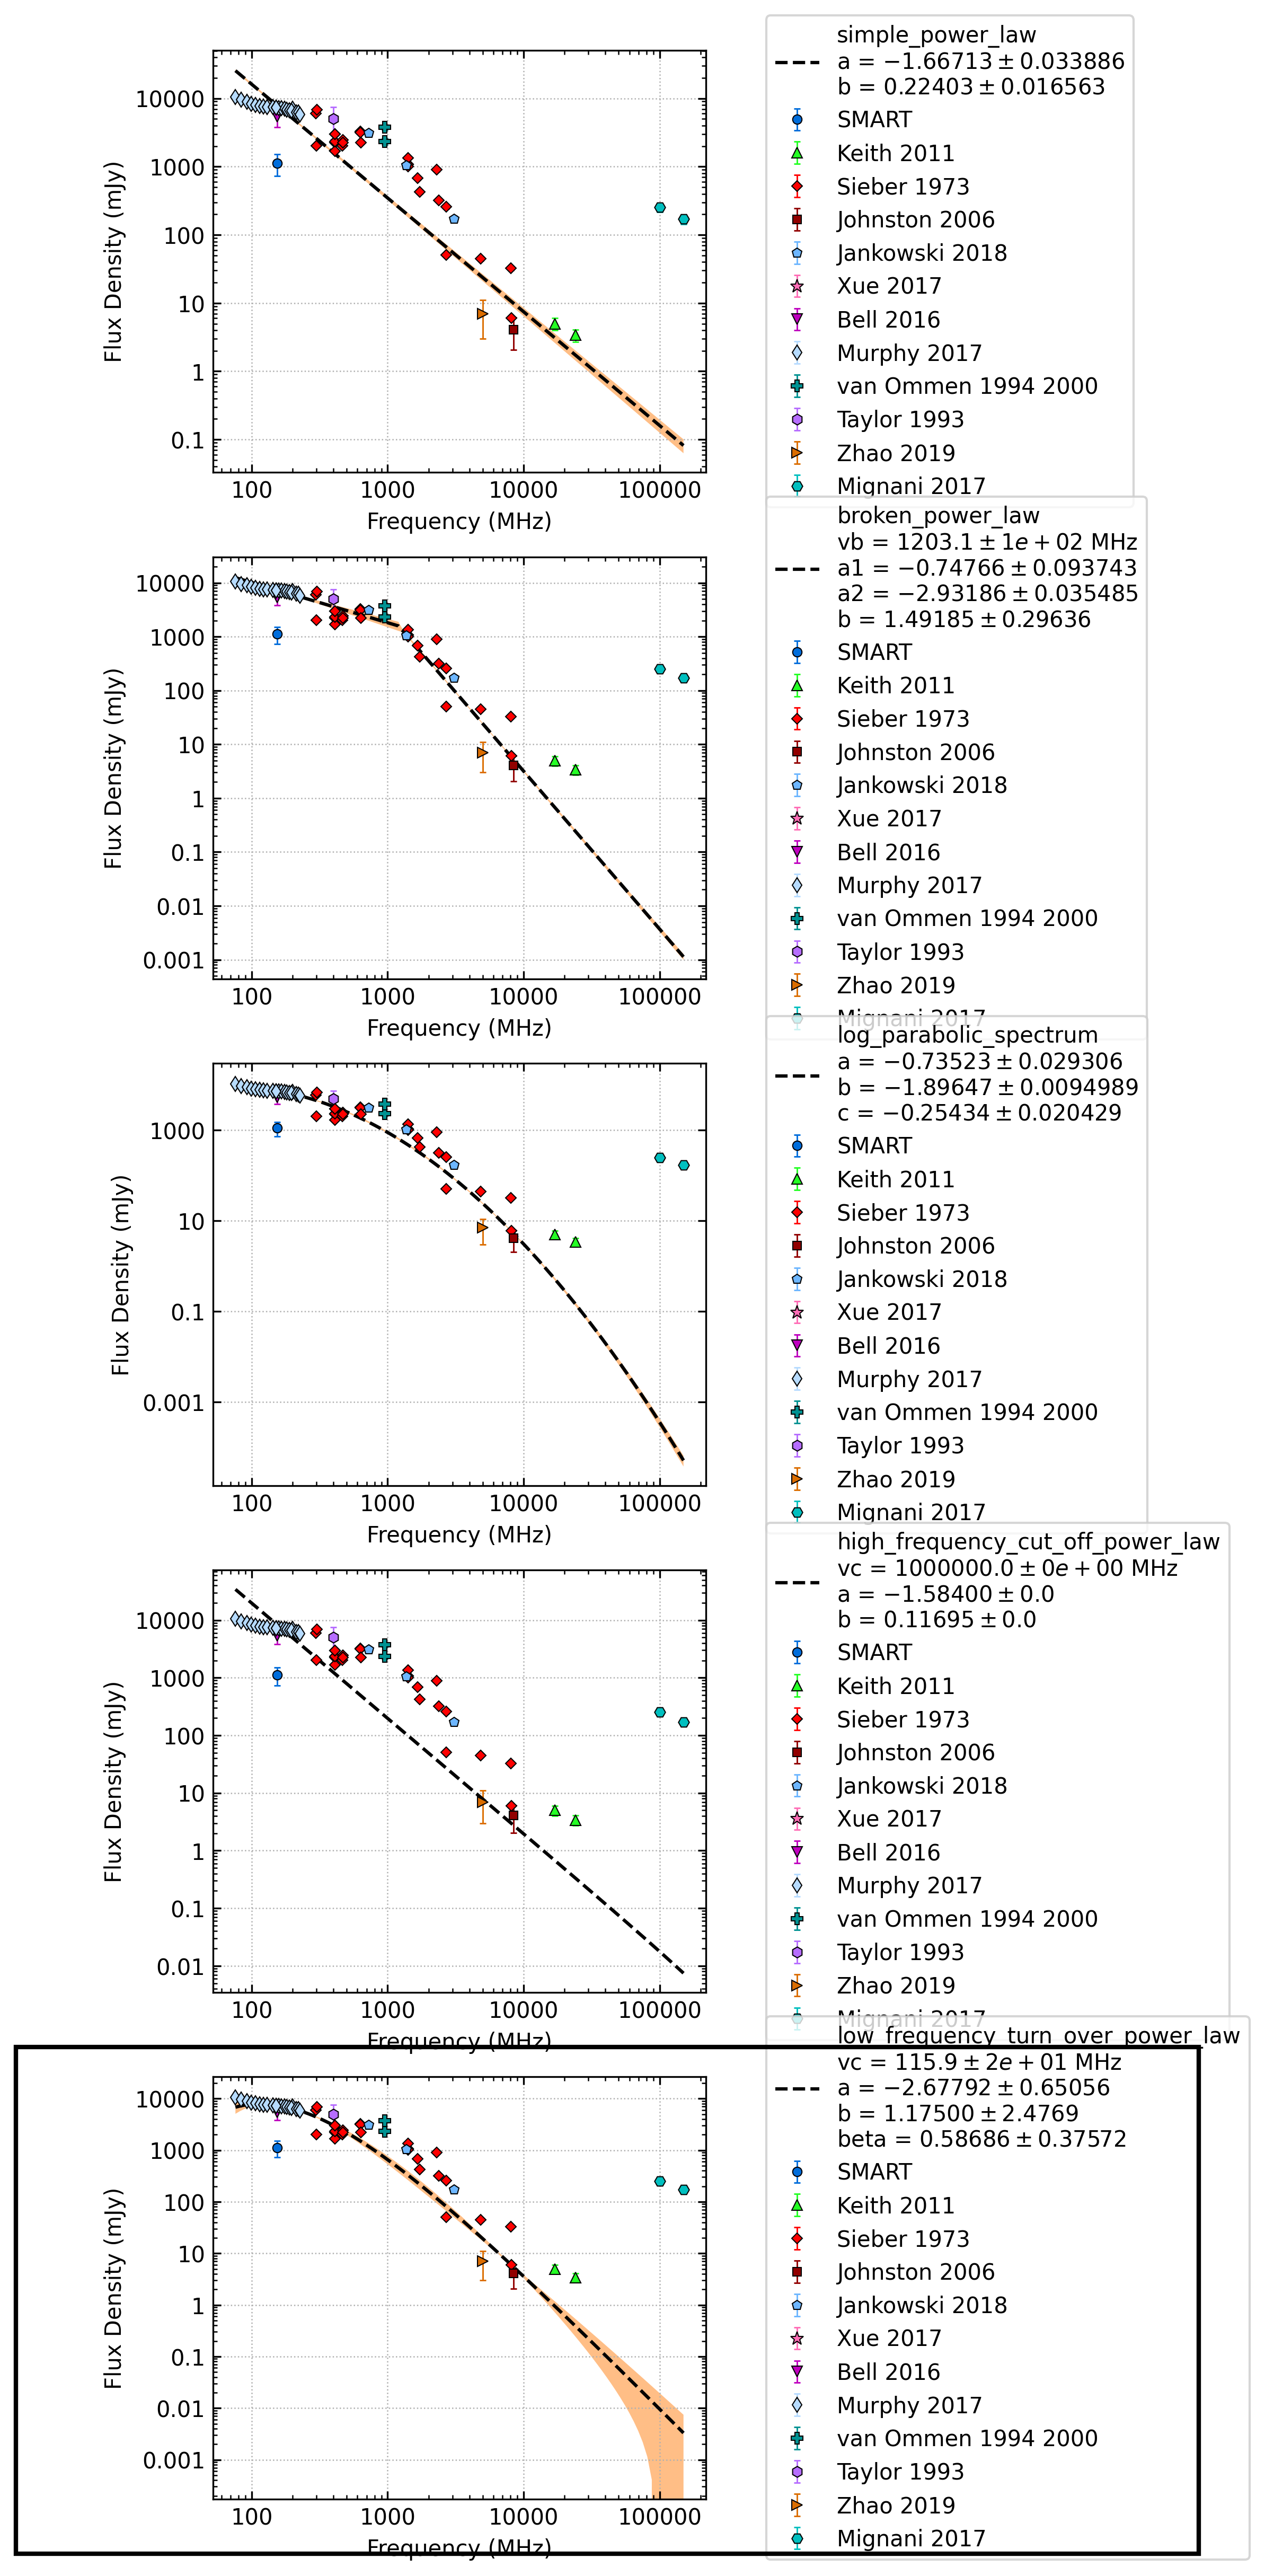 simple_power_law
a = −1.66713 ± 0.033886
b = 0.22403 ± 0.016563
SMART
Keith 2011
Sieber 1973
Johnston 2006
Jankowski 2018
Xue 2017
Bell 2016
Murphy 2017
van Ommen 1994 2000
Taylor 1993
Zhao 2019
Mignani 2017
Flux Density (mJy)
10000
1000
100
10
1
0.1
100 1000 10000 100000
Frequency (MHz)
broken_power_law
vb = 1203.1 ± 1e + 02 MHz
a1 = −0.74766 ± 0.093743
a2 = −2.93186 ± 0.035485
b = 1.49185 ± 0.29636
SMART
Keith 2011
Sieber 1973
Johnston 2006
Jankowski 2018
Xue 2017
Bell 2016
Murphy 2017
van Ommen 1994 2000
Taylor 1993
Zhao 2019
Mignani 2017
Flux Density (mJy)
10000
1000
100
10
1
0.1
0.01
0.001
100 1000 10000 100000
Frequency (MHz)
log_parabolic_spectrum
a = −0.73523 ± 0.029306
b = −1.89647 ± 0.0094989
c = −0.25434 ± 0.020429
SMART
Keith 2011
Sieber 1973
Johnston 2006
Jankowski 2018
Xue 2017
Bell 2016
Murphy 2017
van Ommen 1994 2000
Taylor 1993
Zhao 2019
Mignani 2017
Flux Density (mJy)
1000
10
0.1
0.001
100 1000 10000 100000
Frequency (MHz)
high_frequency_cut_off_power_law
vc = 1000000.0 ± 0e + 00 MHz
a = −1.58400 ± 0.0
b = 0.11695 ± 0.0
SMART
Keith 2011
Sieber 1973
Johnston 2006
Jankowski 2018
Xue 2017
Bell 2016
Murphy 2017
van Ommen 1994 2000
Taylor 1993
Zhao 2019
Mignani 2017
Flux Density (mJy)
10000
1000
100
10
1
0.1
0.01
100 1000 10000 100000
Frequency (MHz)
low_frequency_turn_over_power_law
vc = 115.9 ± 2e + 01 MHz
a = −2.67792 ± 0.65056
b = 1.17500 ± 2.4769
beta = 0.58686 ± 0.37572
SMART
Keith 2011
Sieber 1973
Johnston 2006
Jankowski 2018
Xue 2017
Bell 2016
Murphy 2017
van Ommen 1994 2000
Taylor 1993
Zhao 2019
Mignani 2017
Flux Density (mJy)
10000
1000
100
10
1
0.1
0.01
0.001
100 1000 10000 100000
Frequency (MHz)